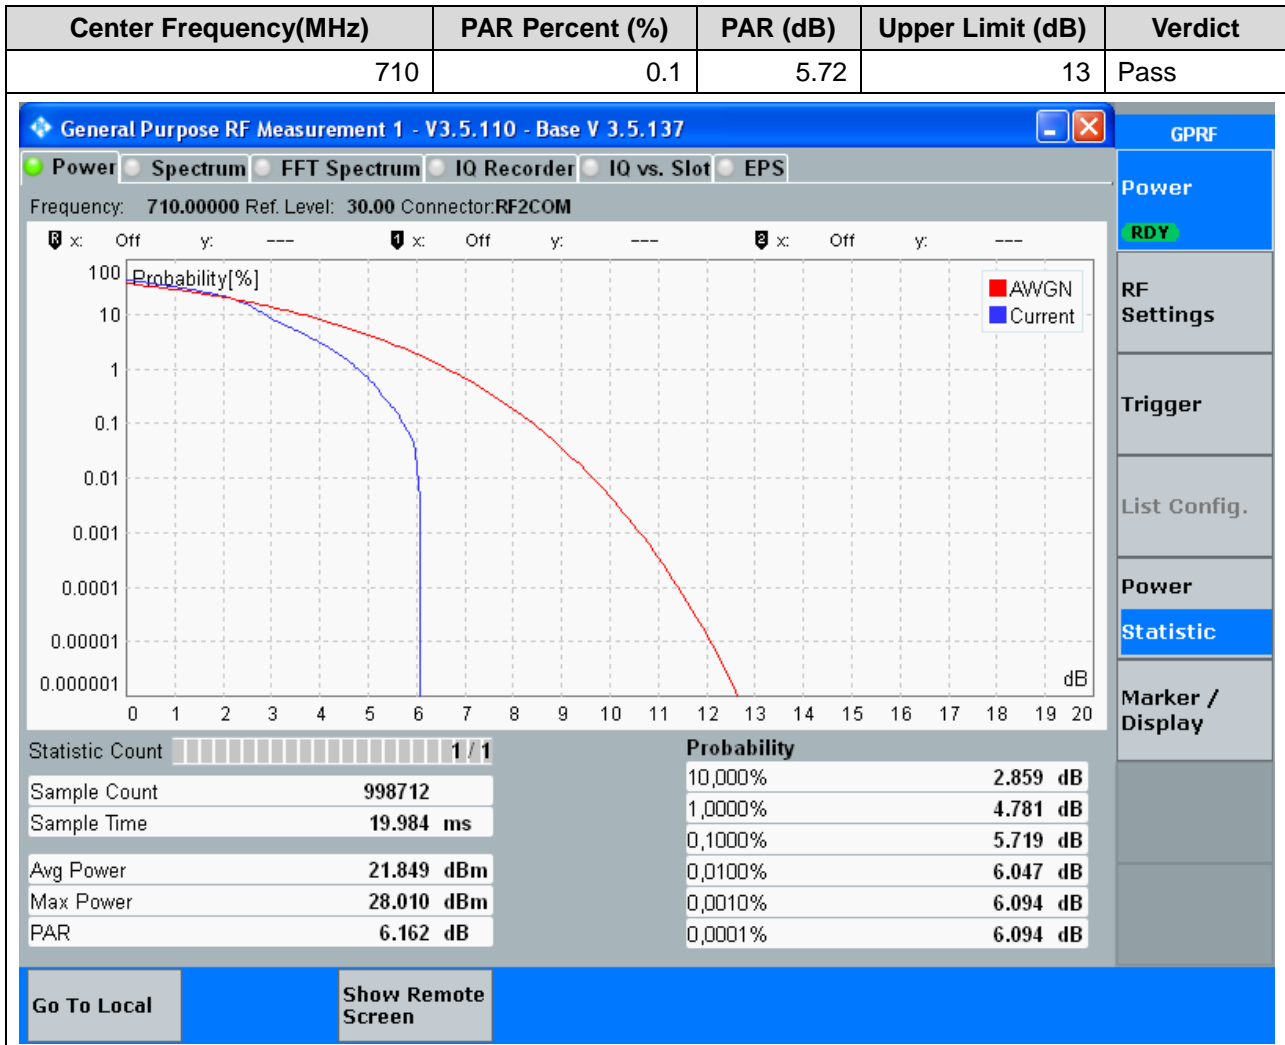 Center Frequency(MHz) PAR Percent (%) PAR (dB) Upper Limit (dB) Verdict
710 0.1 5.72 13 Pass
General Purpose RF Measurement 1 - V3.5.110 - Base V 3.5.137
GPRF
Power Spectrum FFT Spectrum IQ Recorder IQ vs. Slot EPS
Power
RDY
Frequency: 710.00000 Ref. Level: 30.00 Connector:RF2COM
R x: Off y: --- 1 x: Off y: --- 2 x: Off y: ---
Probability[%]
AWGN
Current
100
10
1
0.1
0.01
0.001
0.0001
0.00001
0.000001
dB
0 1 2 3 4 5 6 7 8 9 10 11 12 13 14 15 16 17 18 19 20
RF
Settings
Trigger
List Config.
Power
Statistic
Marker /
Display
Statistic Count 1 / 1
Sample Count 998712
Sample Time 19.984 ms
Avg Power 21.849 dBm
Max Power 28.010 dBm
PAR 6.162 dB
Probability
10,000% 2.859 dB
1,0000% 4.781 dB
0,1000% 5.719 dB
0,0100% 6.047 dB
0,0010% 6.094 dB
0,0001% 6.094 dB
Go To Local
Show Remote
Screen